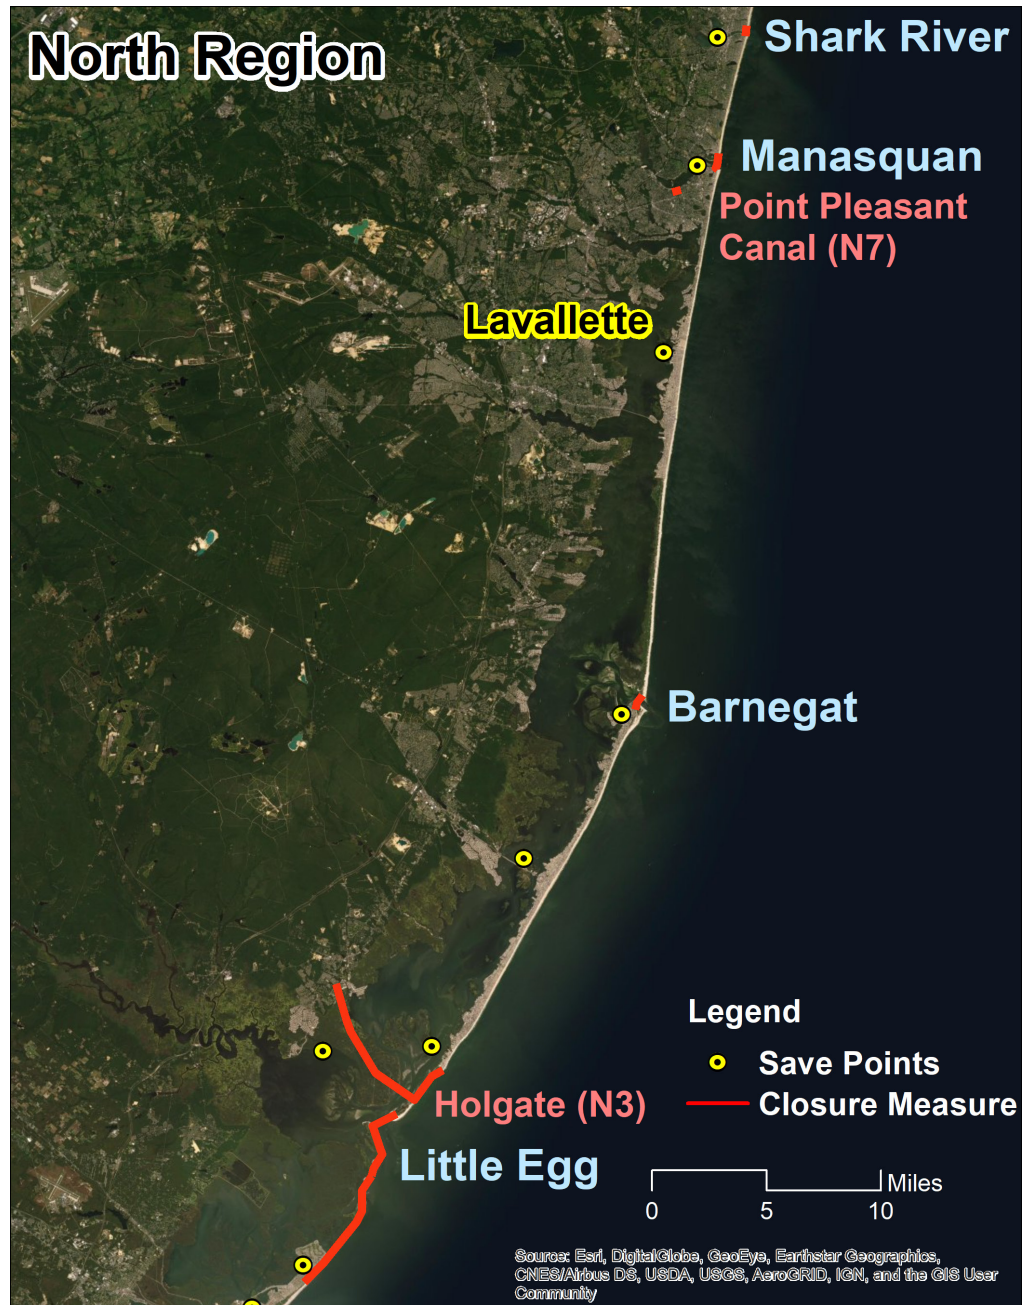 North Region
Shark River
Manasquan
Point Pleasant
Canal (N7)
Lavallette
Barnegat
Holgate (N3)
Little Egg
Legend
Save Points
Closure Measure
Miles
0 5 10
Source: Esri, DigitalGlobe, GeoEye, Earthstar Geographics,
CNES/Airbus DS, USDA, USGS, AeroGRID, IGN, and the GIS User
Community